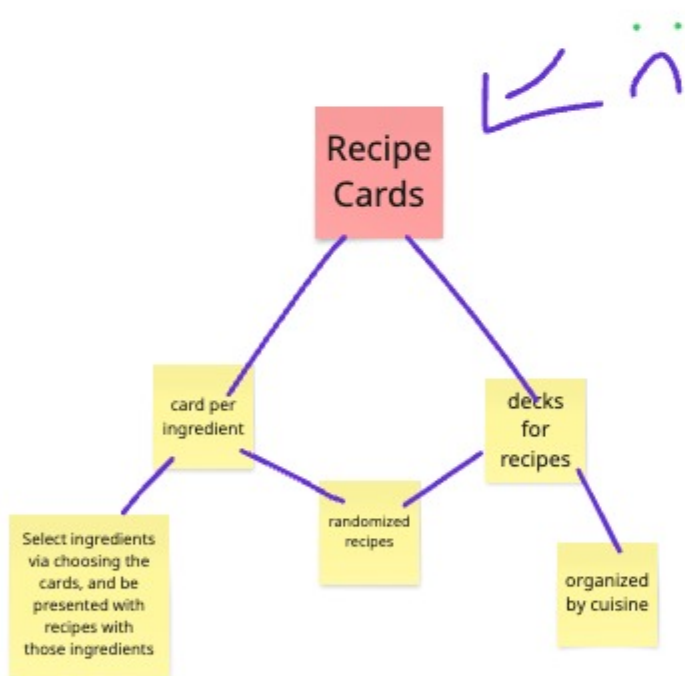 Recipe
Cards
card per
ingredient
decks
for
recipes
randomized
recipes
Select ingredients
via choosing the
cards, and be
presented with
recipes with
those ingredients
organized
by cuisine